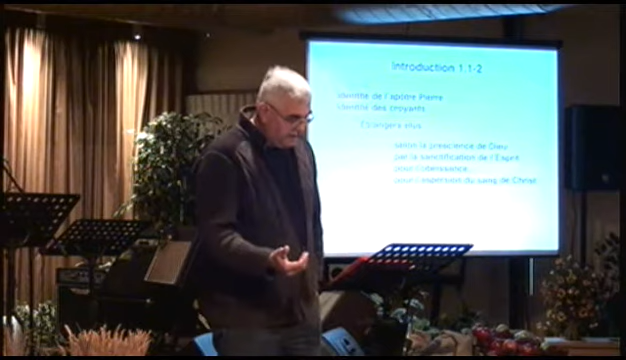 Introduction 1.1-2
Identité de l'apôtre Pierre
Identité des croyants
Etrangers élus
selon la prescience de Dieu
par la sanctification de l'Esprit
pour l'obéissance
pour l'aspersion du sang de Christ